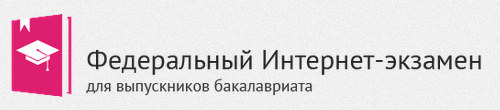 Федеральный Интернет-экзамен
для выпускников бакалавриата